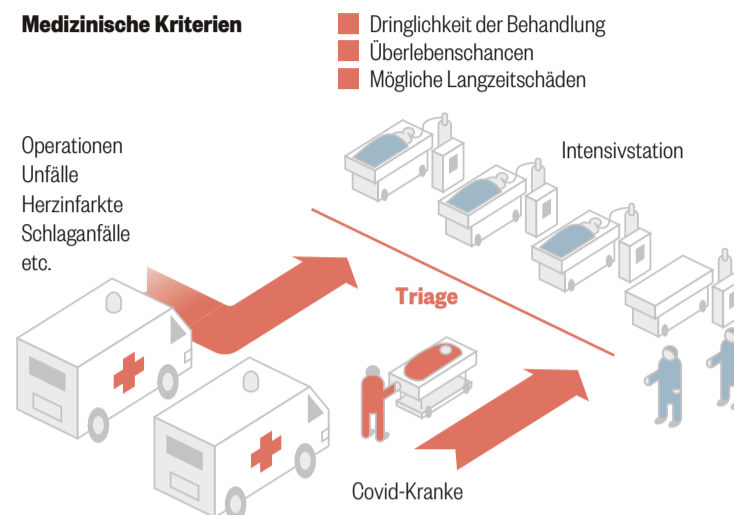 Medizinische Kriterien
Dringlichkeit der Behandlung
Überlebenschancen
Mögliche Langzeitschäden
Operationen
Unfälle
Herzinfarkte
Schlaganfälle
etc.
Intensivstation
Triage
Covid-Kranke